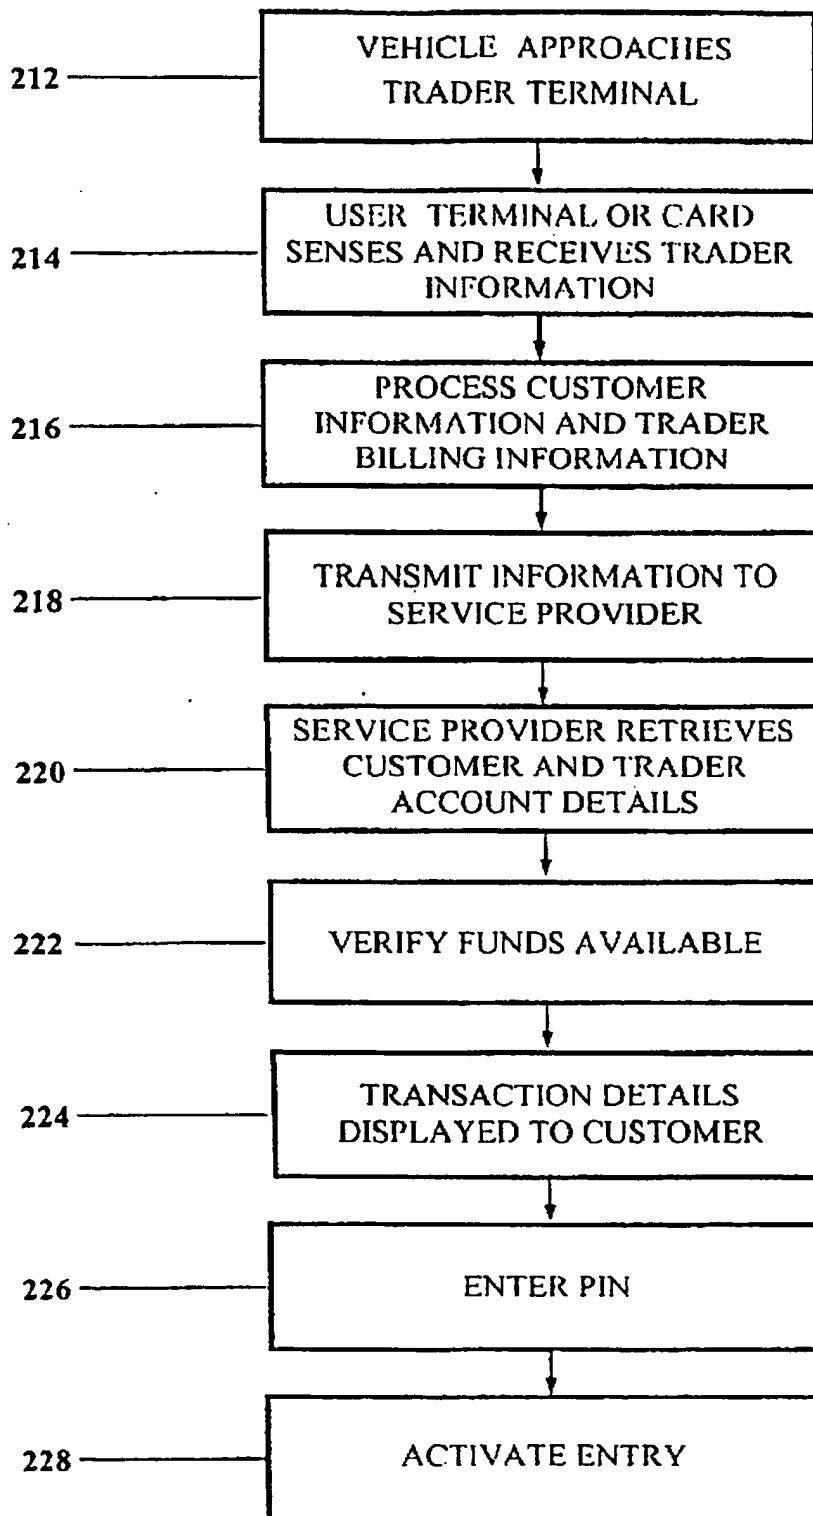 212
VEHICLE APPROACHES
TRADER TERMINAL
214
USER TERMINAL OR CARD
SENSES AND RECEIVES TRADER
INFORMATION
216
PROCESS CUSTOMER
INFORMATION AND TRADER
BILLING INFORMATION
218
TRANSMIT INFORMATION TO
SERVICE PROVIDER
220
SERVICE PROVIDER RETRIEVES
CUSTOMER AND TRADER
ACCOUNT DETAILS
222
VERIFY FUNDS AVAILABLE
224
TRANSACTION DETAILS
DISPLAYED TO CUSTOMER
226
ENTER PIN
228
ACTIVATE ENTRY